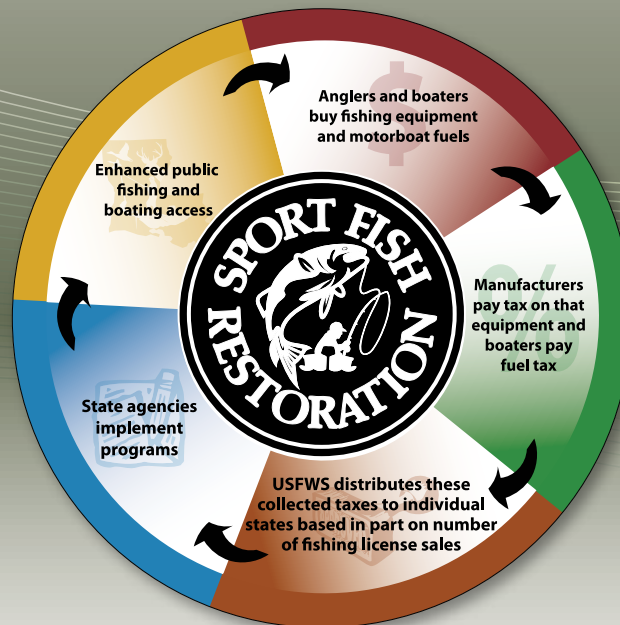 Anglers and boaters
buy fishing equipment
and motorboat fuels
Manufacturers
pay tax on that
equipment and
boaters pay
fuel tax
USFWS distributes these
collected taxes to individual
states based in part on number
of fishing license sales
State agencies
implement
programs
Enhanced public
fishing and
boating access
SPORT FISH
RESTORATION
$
%